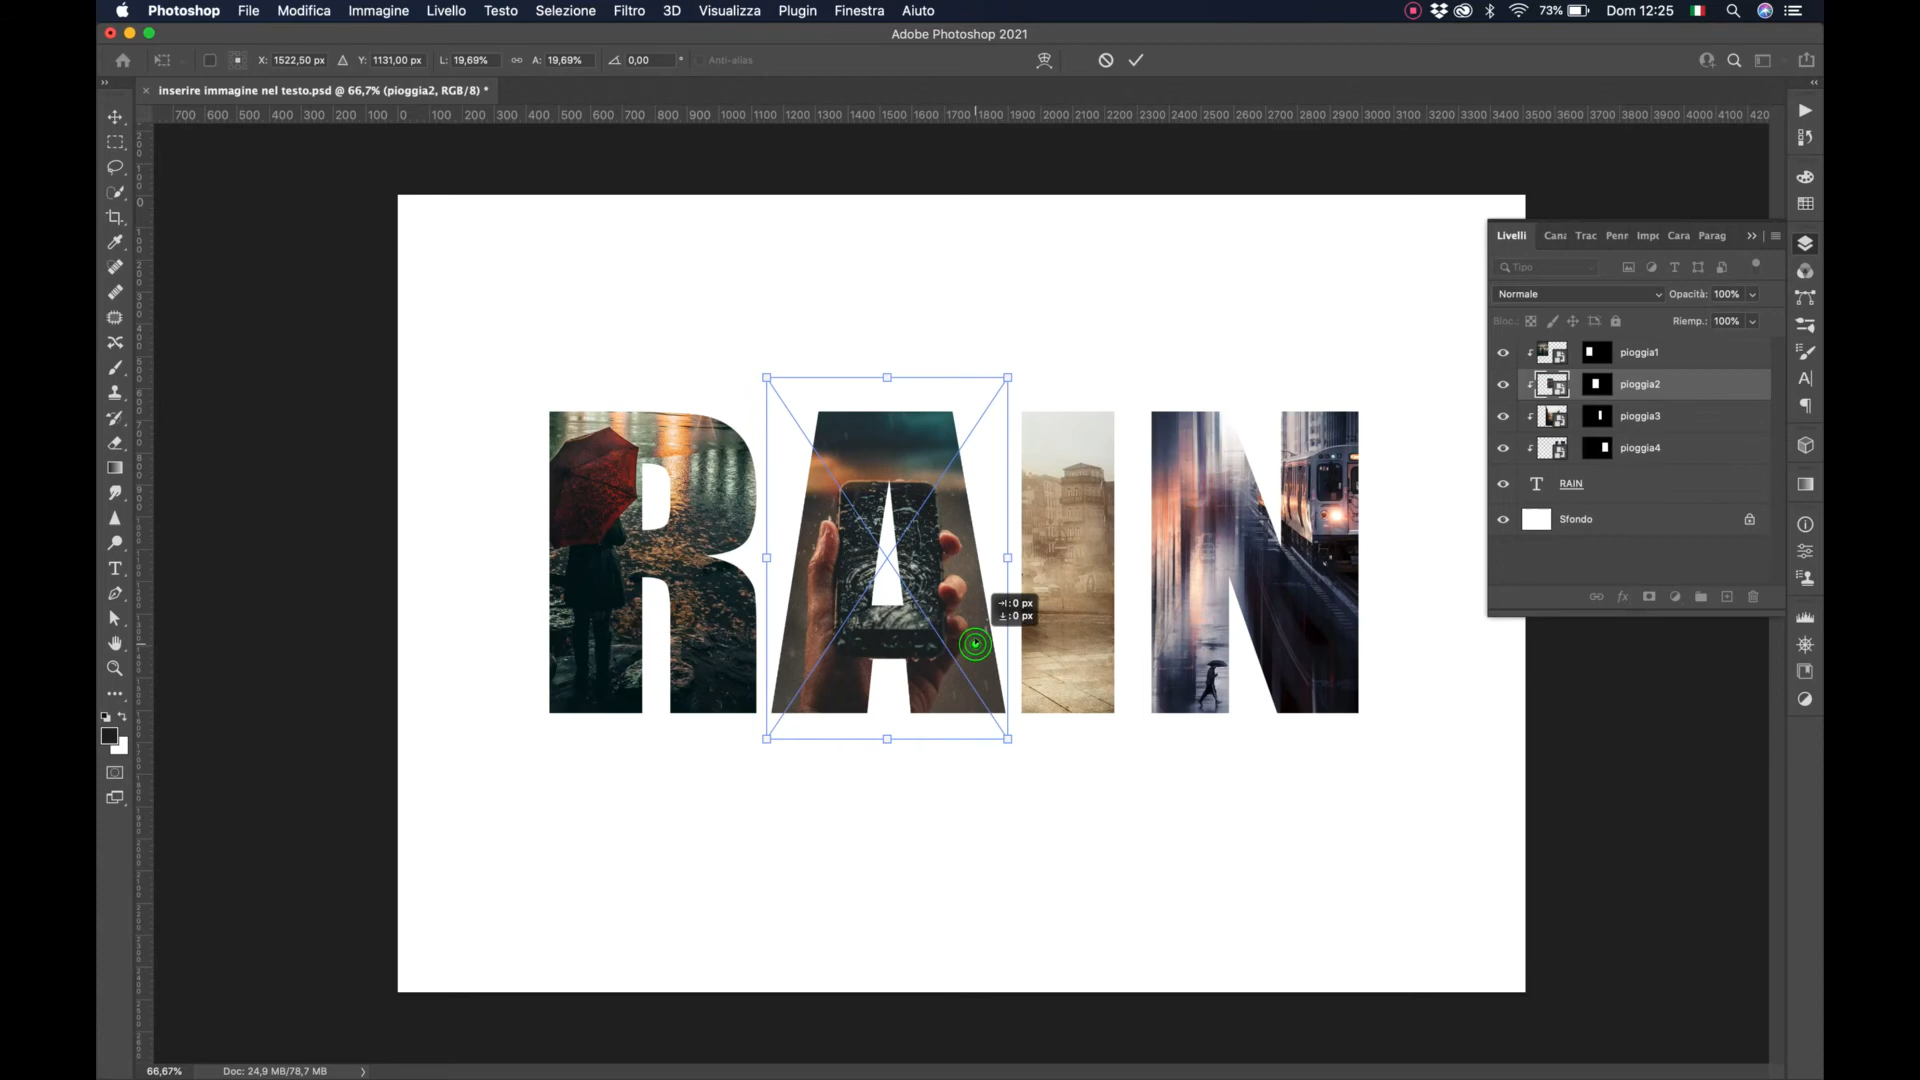 Photoshop File Modifica Immagine Livello Testo Selezione Filtro 3D Visualizza Plugin Finestra Aiuto 73% Dom 12:25
Adobe Photoshop 2021
X: 1522,50 px Y: 1131,00 px L: 19,69% A: 19,69% 0,00 ° Anti-alias
× inserire immagine nel testo.psd @ 66,7% (pioggia2, RGB/8) *
700 600 500 400 300 200 100 0 100 200 300 400 500 600 700 800 900 1000 1100 1200 1300 1400 1500 1600 1700 1800 1900 2000 2100 2200 2300 2400 2500 2600 2700 2800 2900 3000 3100 3200 3300 3400 3500 3600 3700 3800 3900 4000 4100 420
Livelli Cana Trac Penn Impo Cara Parag
Tipo
Normale Opacità: 100%
Bloc.: Riemp.: 100%
pioggia1
pioggia2
pioggia3
pioggia4
T RAIN
Sfondo
RAIN
:0 px
:0 px
66,67% Doc: 24,9 MB/78,7 MB